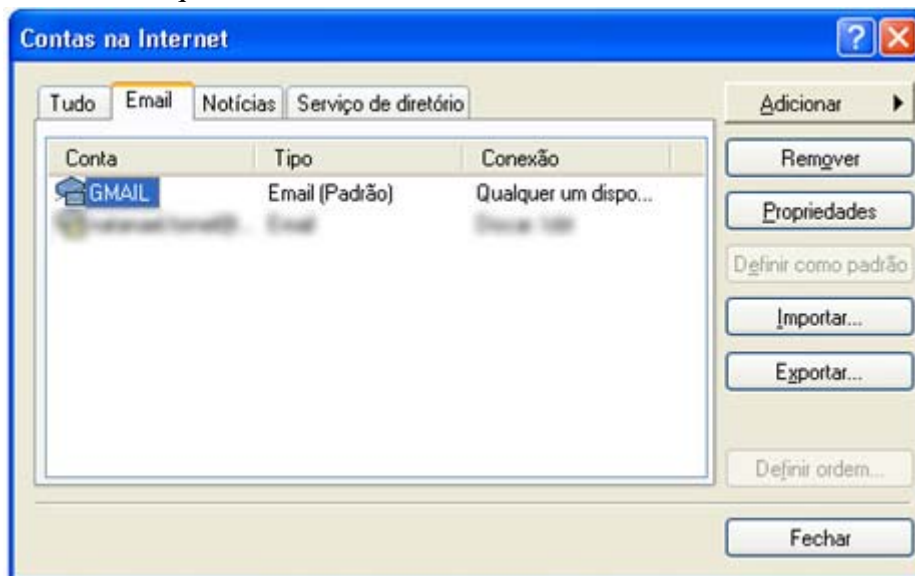 Contas na Internet
Tudo Email Notícias Serviço de diretório
Adicionar
Conta Tipo Conexão
Remover
GMAIL Email (Padrão) Qualquer um dispo...
Propriedades
Definir como padrão
Importar...
Exportar...
Definir ordem...
Fechar